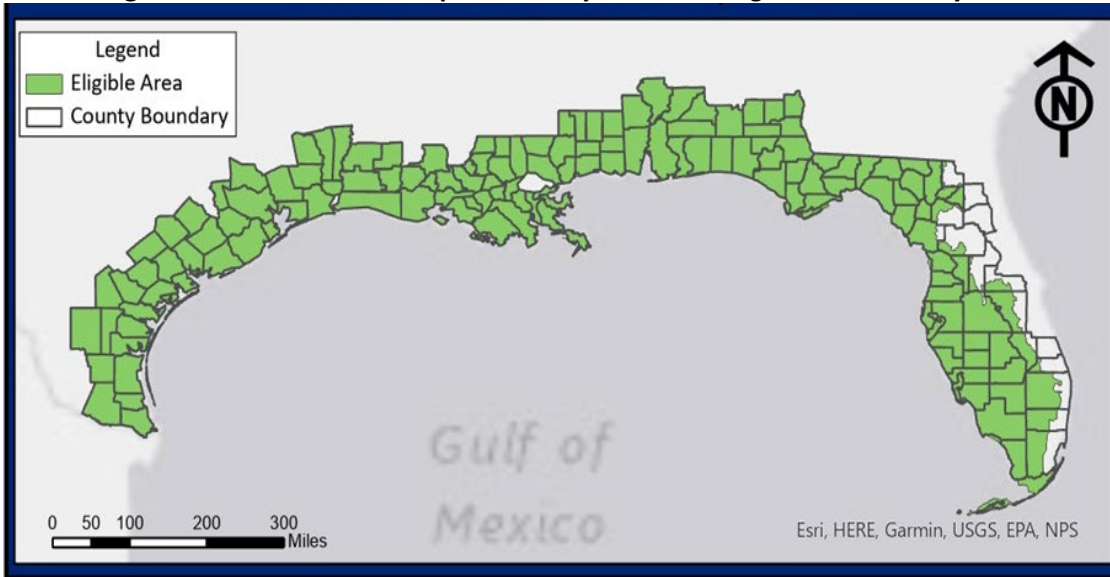 Legend
Eligible Area
County Boundary
N
Gulf of
Mexico
0 50 100 200 300
Miles
Esri, HERE, Garmin, USGS, EPA, NPS